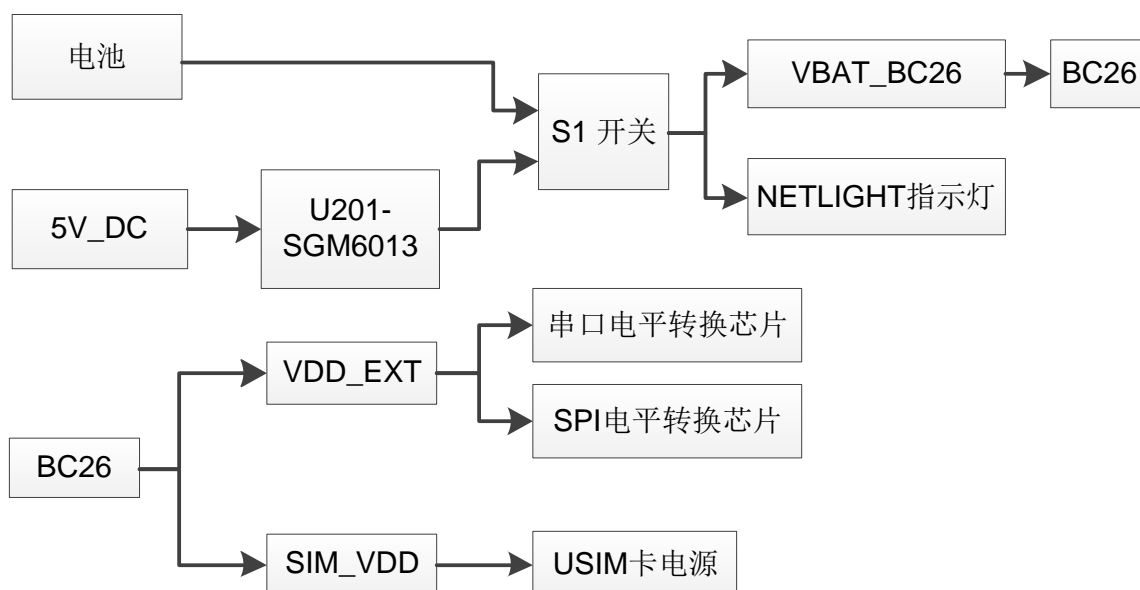 电池
S1 开关
VBAT_BC26
BC26
5V_DC
U201-
SGM6013
NETLIGHT指示灯
VDD_EXT
串口电平转换芯片
SPI电平转换芯片
BC26
SIM_VDD
USIM卡电源